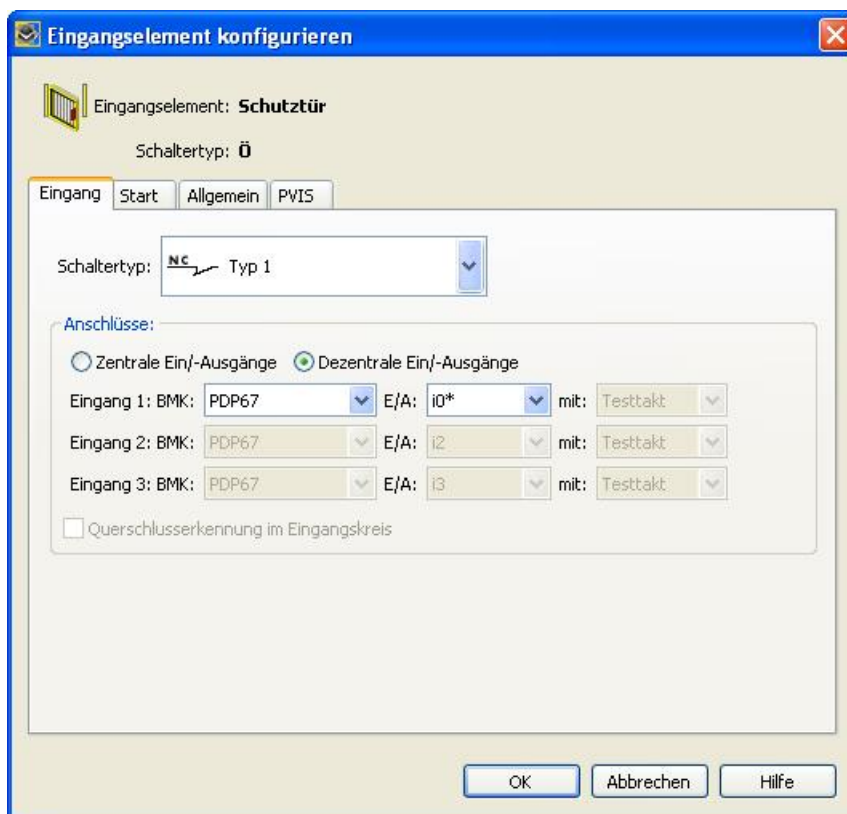 Eingangselement konfigurieren
Eingangselement: Schutztür
Schaltertyp: Ö
Eingang Start Allgemein PVIS
Schaltertyp: NC Typ 1
Anschlüsse:
Zentrale Ein/-Ausgänge Dezentrale Ein/-Ausgänge
Eingang 1: BMK: PDP67 E/A: i0* mit: Testtakt
Eingang 2: BMK: PDP67 E/A: i2 mit: Testtakt
Eingang 3: BMK: PDP67 E/A: i3 mit: Testtakt
Querschlusserkennung im Eingangskreis
OK Abbrechen Hilfe